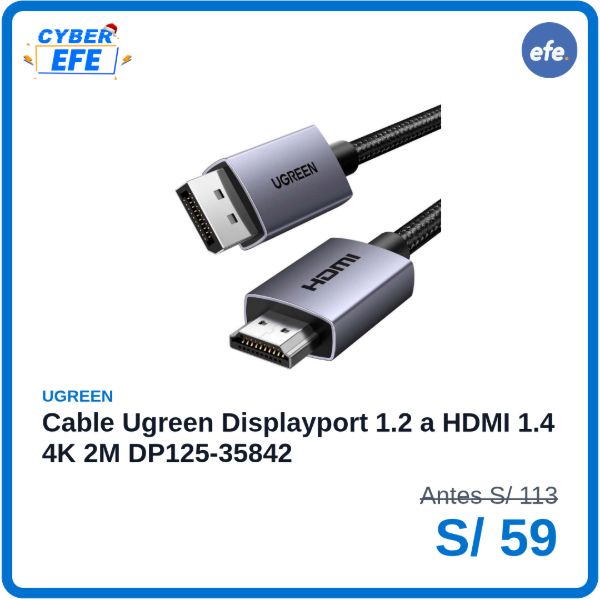 CYBER
EFE
efe.
UGREEN
HDMI
UGREEN
Cable Ugreen Displayport 1.2 a HDMI 1.4
4K 2M DP125-35842
Antes S/ 113
S/ 59